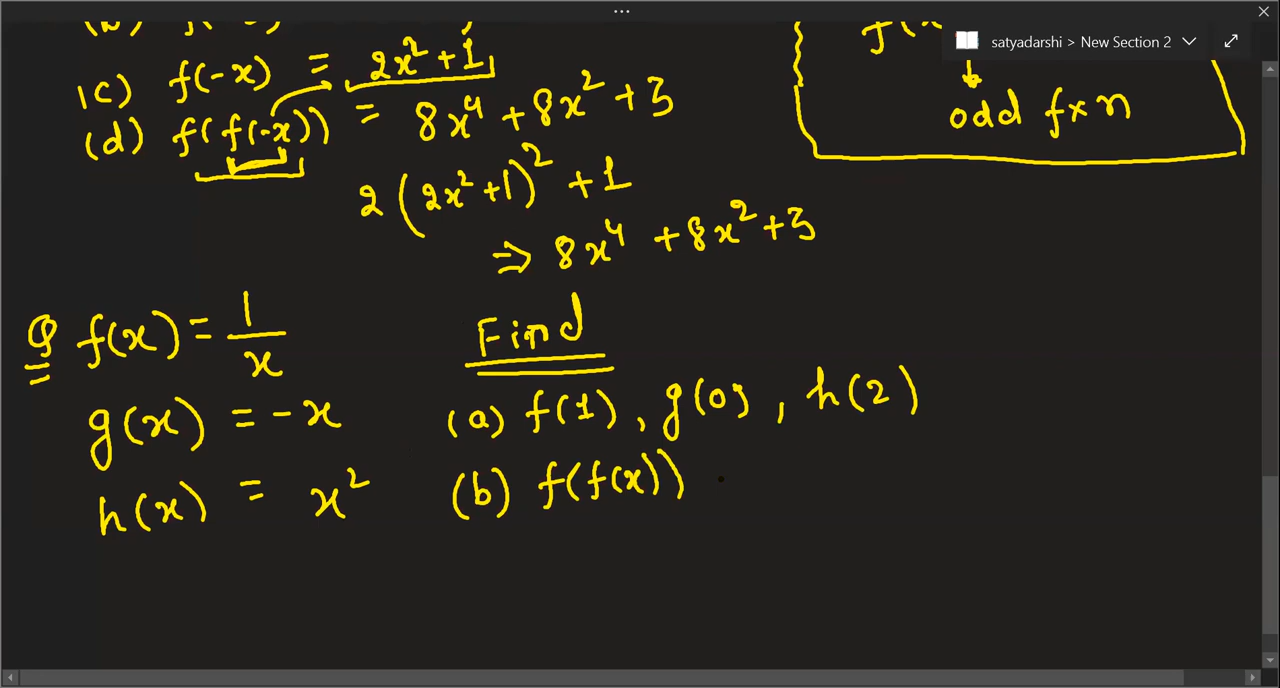 satyadarshi > New Section 2
(c) f(-x) = 2x² + 1
(d) f(f(-x)) = 8x⁴ + 8x² + 3
odd fxn
2(2x²+1)² + 1
⇒ 8x⁴ + 8x² + 3
Q f(x) = 1/x
Find
g(x) = -x
(a) f(1), g(0), h(2)
h(x) = x²
(b) f(f(x))